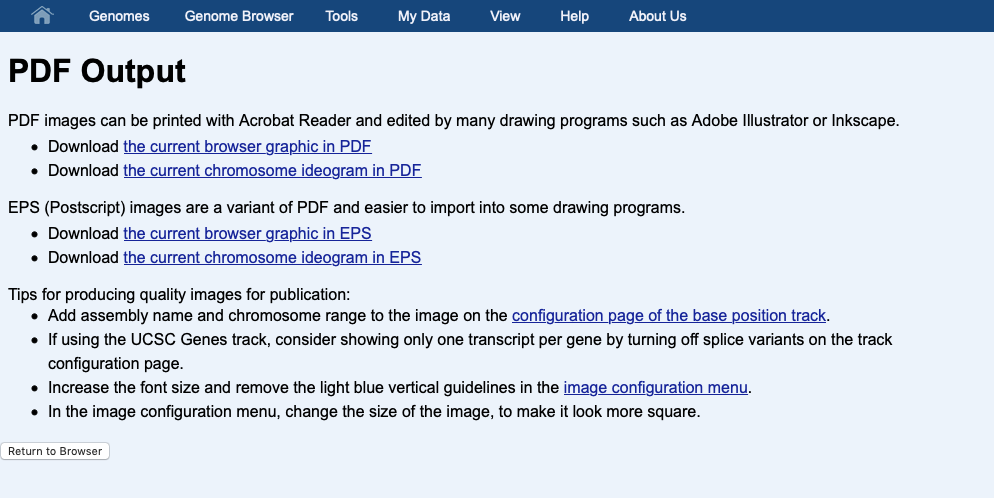 Genomes Genome Browser Tools My Data View Help About Us
PDF Output
PDF images can be printed with Acrobat Reader and edited by many drawing programs such as Adobe Illustrator or Inkscape.
• Download the current browser graphic in PDF
• Download the current chromosome ideogram in PDF
EPS (Postscript) images are a variant of PDF and easier to import into some drawing programs.
• Download the current browser graphic in EPS
• Download the current chromosome ideogram in EPS
Tips for producing quality images for publication:
• Add assembly name and chromosome range to the image on the configuration page of the base position track.
• If using the UCSC Genes track, consider showing only one transcript per gene by turning off splice variants on the track
configuration page.
• Increase the font size and remove the light blue vertical guidelines in the image configuration menu.
• In the image configuration menu, change the size of the image, to make it look more square.
Return to Browser